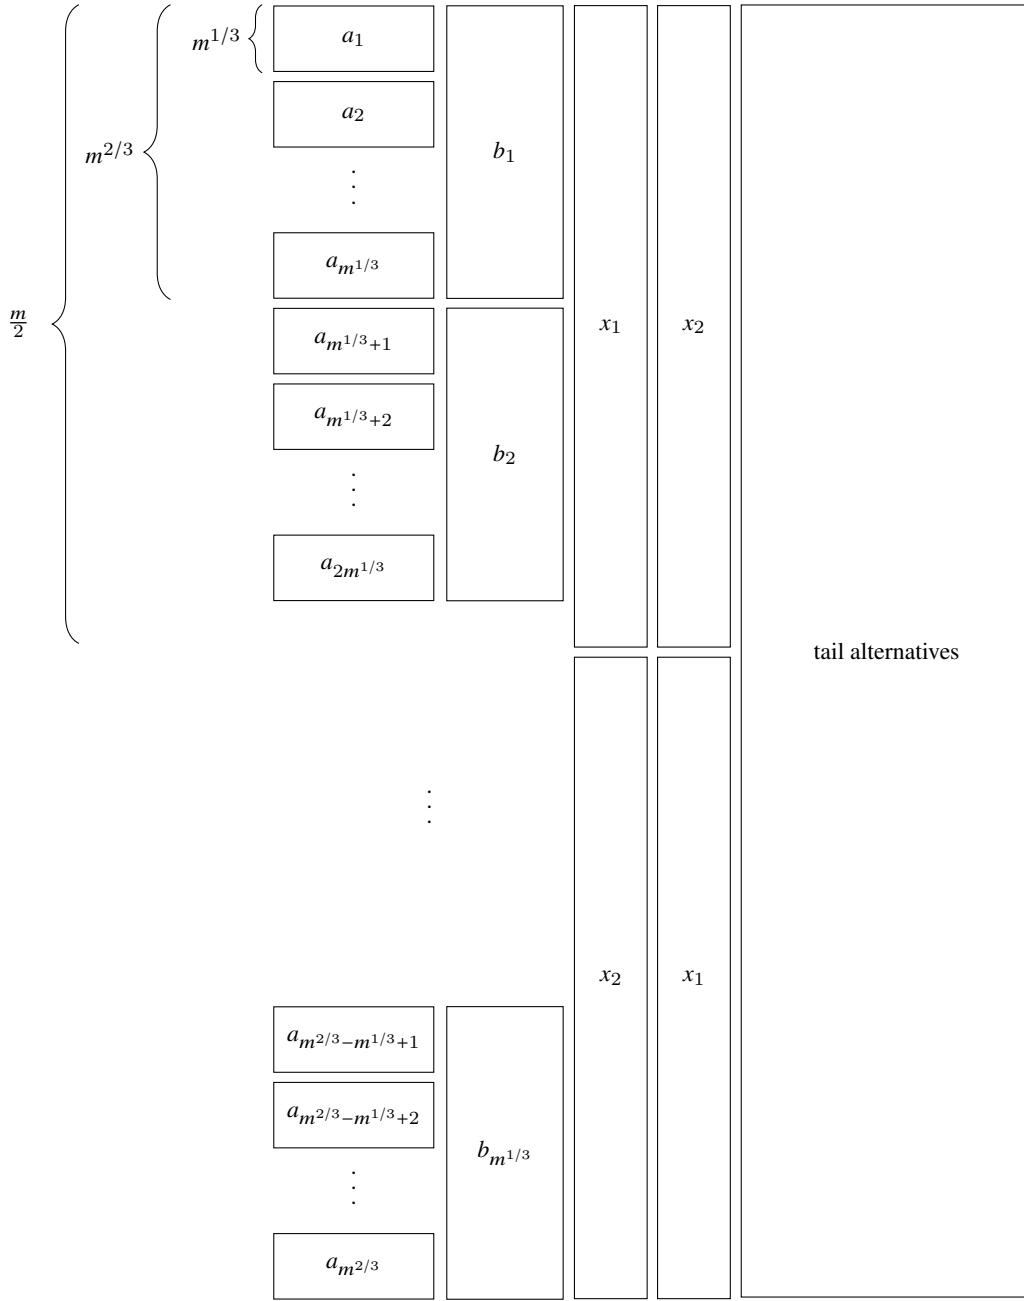 m^{1/3}
a_1
a_2
m^{2/3}
b_1
⋮
a_{m^{1/3}}
m/2
x_1
x_2
a_{m^{1/3}+1}
a_{m^{1/3}+2}
b_2
⋮
a_{2m^{1/3}}
tail alternatives
⋮
x_2
x_1
a_{m^{2/3}−m^{1/3}+1}
a_{m^{2/3}−m^{1/3}+2}
b_{m^{1/3}}
⋮
a_{m^{2/3}}